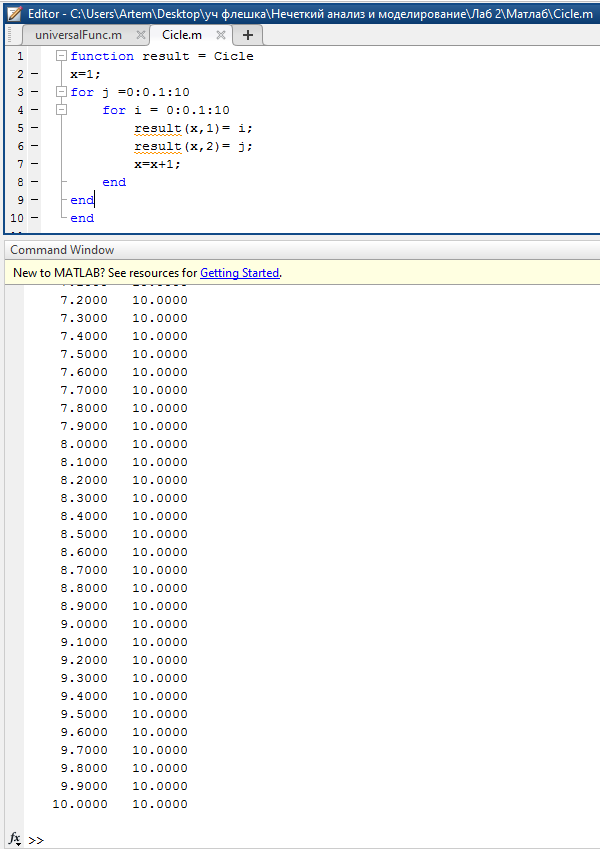 Editor - C:\Users\Artem\Desktop\уч флешка\Нечеткий анализ и моделирование\Лаб 2\Матлаб\Cicle.m
universalFunc.m Cicle.m
1 function result = Cicle
2 - x=1;
3 - for j =0:0.1:10
4 - for i = 0:0.1:10
5 - result(x,1)= i;
6 - result(x,2)= j;
7 - x=x+1;
8 - end
9 - end
10 - end
Command Window
New to MATLAB? See resources for Getting Started.
7.2000 10.0000
7.3000 10.0000
7.4000 10.0000
7.5000 10.0000
7.6000 10.0000
7.7000 10.0000
7.8000 10.0000
7.9000 10.0000
8.0000 10.0000
8.1000 10.0000
8.2000 10.0000
8.3000 10.0000
8.4000 10.0000
8.5000 10.0000
8.6000 10.0000
8.7000 10.0000
8.8000 10.0000
8.9000 10.0000
9.0000 10.0000
9.1000 10.0000
9.2000 10.0000
9.3000 10.0000
9.4000 10.0000
9.5000 10.0000
9.6000 10.0000
9.7000 10.0000
9.8000 10.0000
9.9000 10.0000
10.0000 10.0000
fx >>